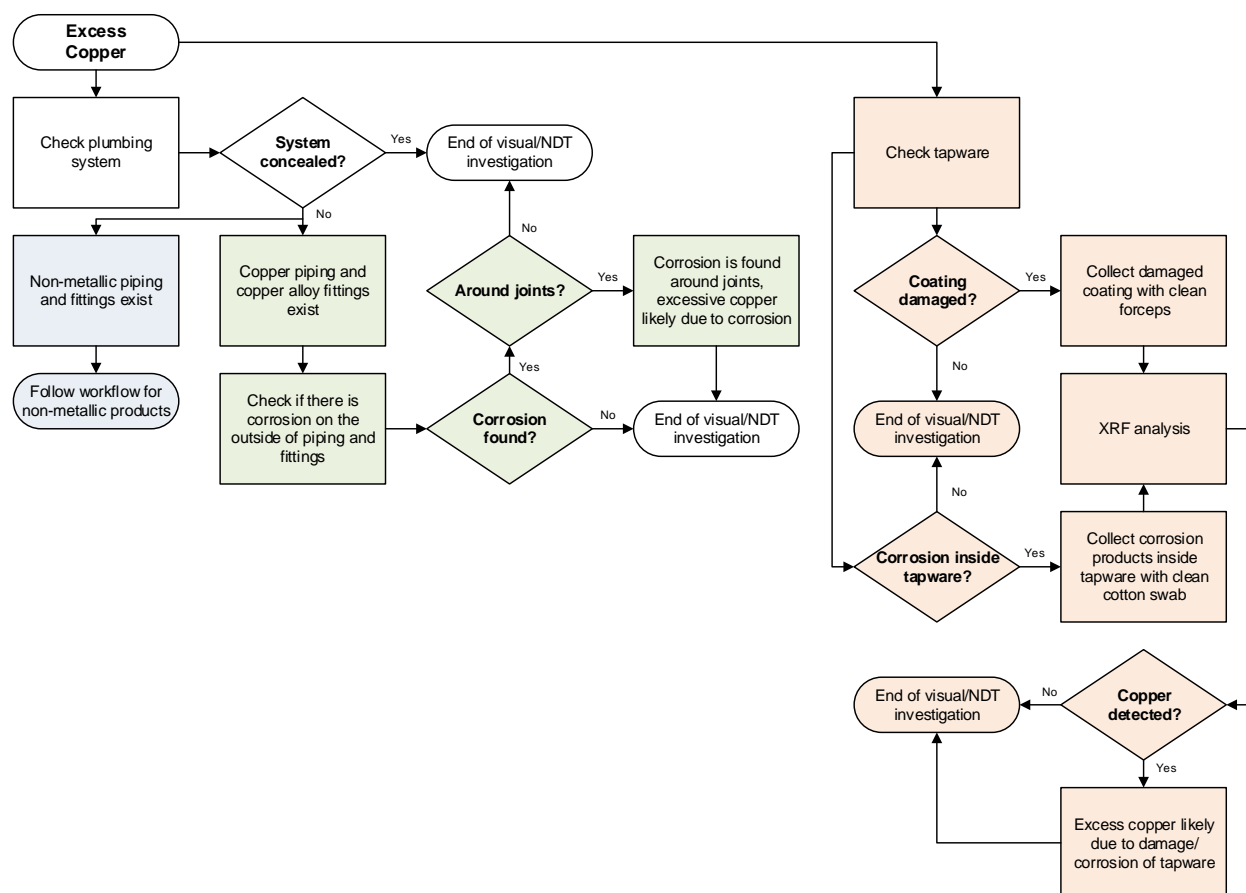 Excess
Copper
Check plumbing
system
System
concealed?
Yes
End of visual/NDT
investigation
No
Non-metallic piping
and fittings exist
Follow workflow for
non-metallic products
Copper piping and
copper alloy fittings
exist
Check if there is
corrosion on the
outside of piping and
fittings
Corrosion
found?
Yes
No
Around joints?
No
Yes
Corrosion is found
around joints,
excessive copper
likely due to corrosion
End of visual/NDT
investigation
Check tapware
Coating
damaged?
Yes
Collect damaged
coating with clean
forceps
No
End of visual/NDT
investigation
XRF analysis
No
Corrosion inside
tapware?
Yes
Collect corrosion
products inside
tapware with clean
cotton swab
Copper
detected?
No
End of visual/NDT
investigation
Yes
Excess copper likely
due to damage/
corrosion of tapware